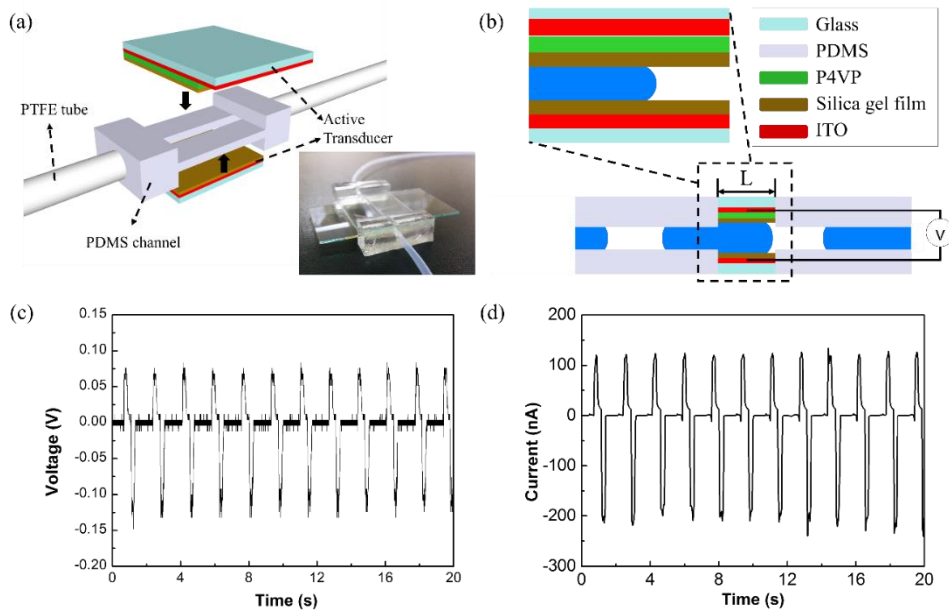 (a)
PTFE tube
Active
Transducer
PDMS channel
(b)
Glass
PDMS
P4VP
Silica gel film
ITO
L
V
(c)
Voltage (V)
0.15
0.10
0.05
0.00
-0.05
-0.10
-0.15
-0.20
0 4 8 12 16 20
Time (s)
(d)
Current (nA)
200
100
0
-100
-200
-300
0 4 8 12 16 20
Time (s)